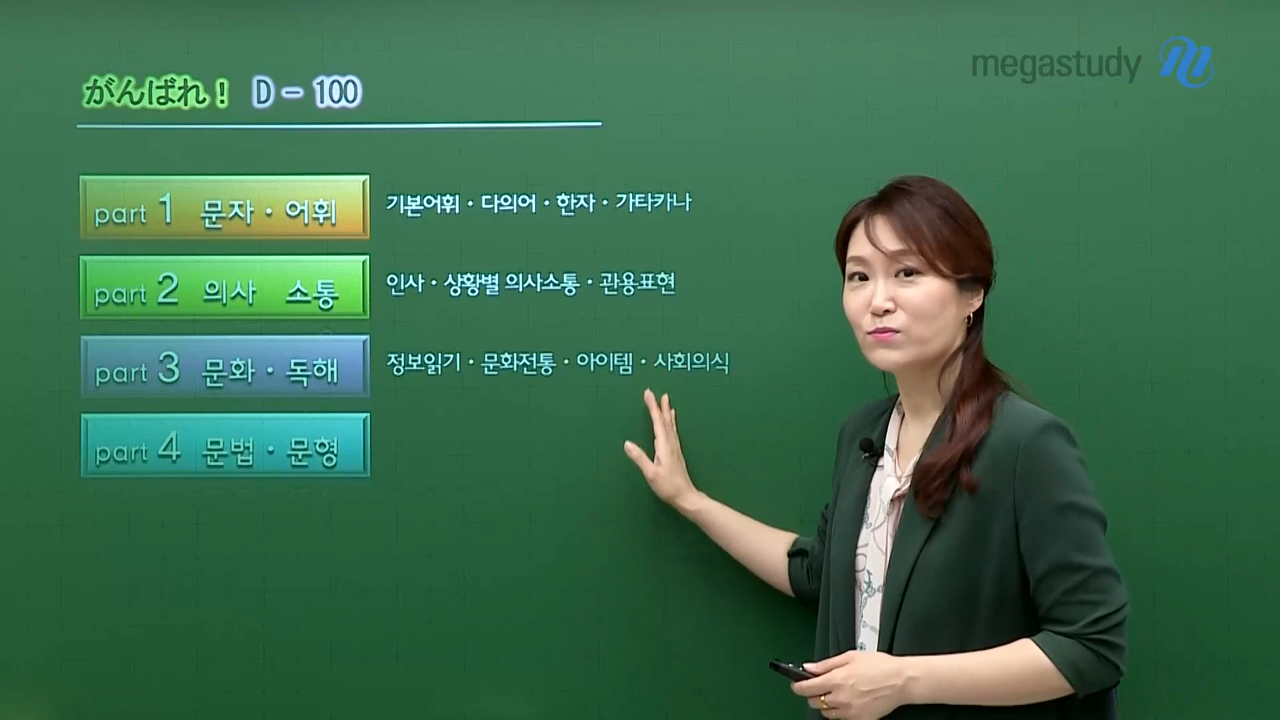 megastudy
がんばれ! D-100
part 1 문자·어휘 기본어휘·다의어·한자·가타카나
part 2 의사 소통 인사·상황별 의사소통·관용표현
part 3 문화·독해 정보읽기·문화전통·아이템·사회의식
part 4 문법·문형